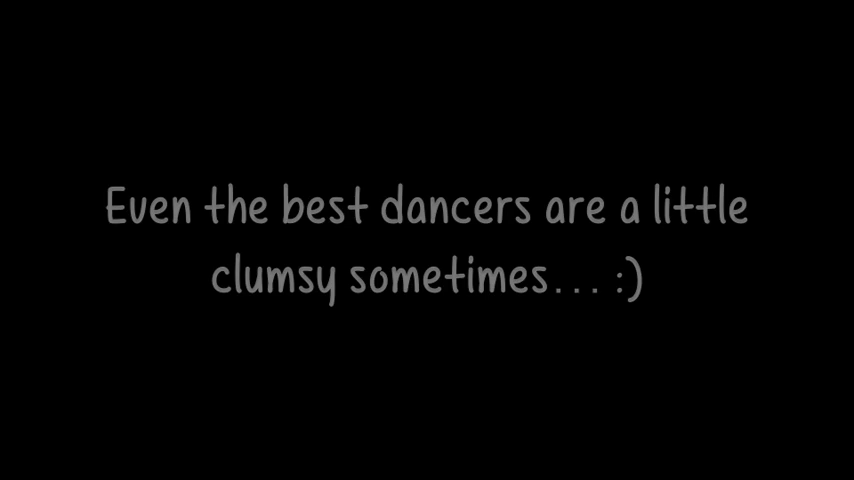 Even the best dancers are a little
clumsy sometimes... :)